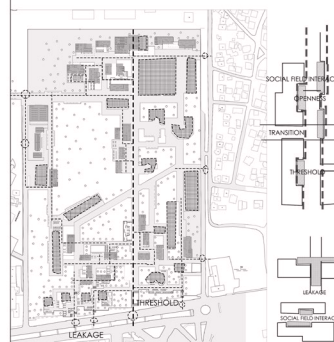 SOCIAL FIELD INTERAC
OPENNESS
TRANSITION
THRESHOLD
THRESHOLD
LEAKAGE
LEAKAGE
SOCIAL FIELD INTERAC